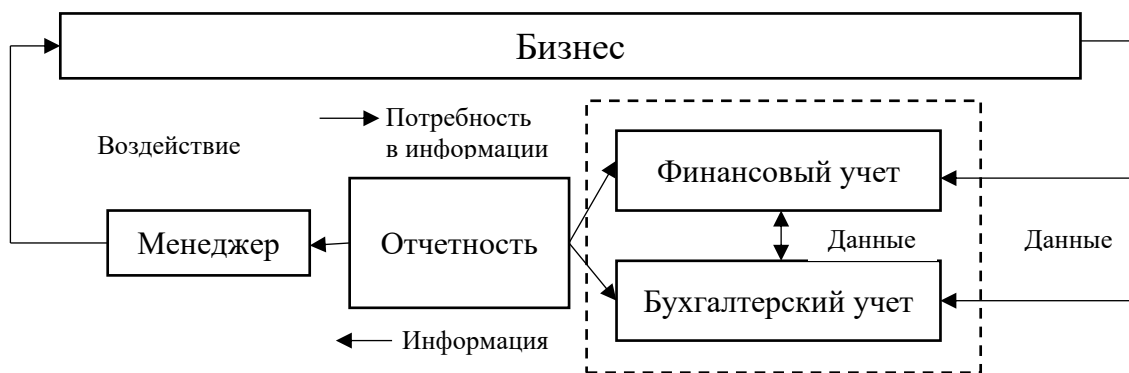 Бизнес
Потребность
в информации
Воздействие
Финансовый учет
Менеджер
Отчетность
Данные
Данные
Бухгалтерский учет
Информация